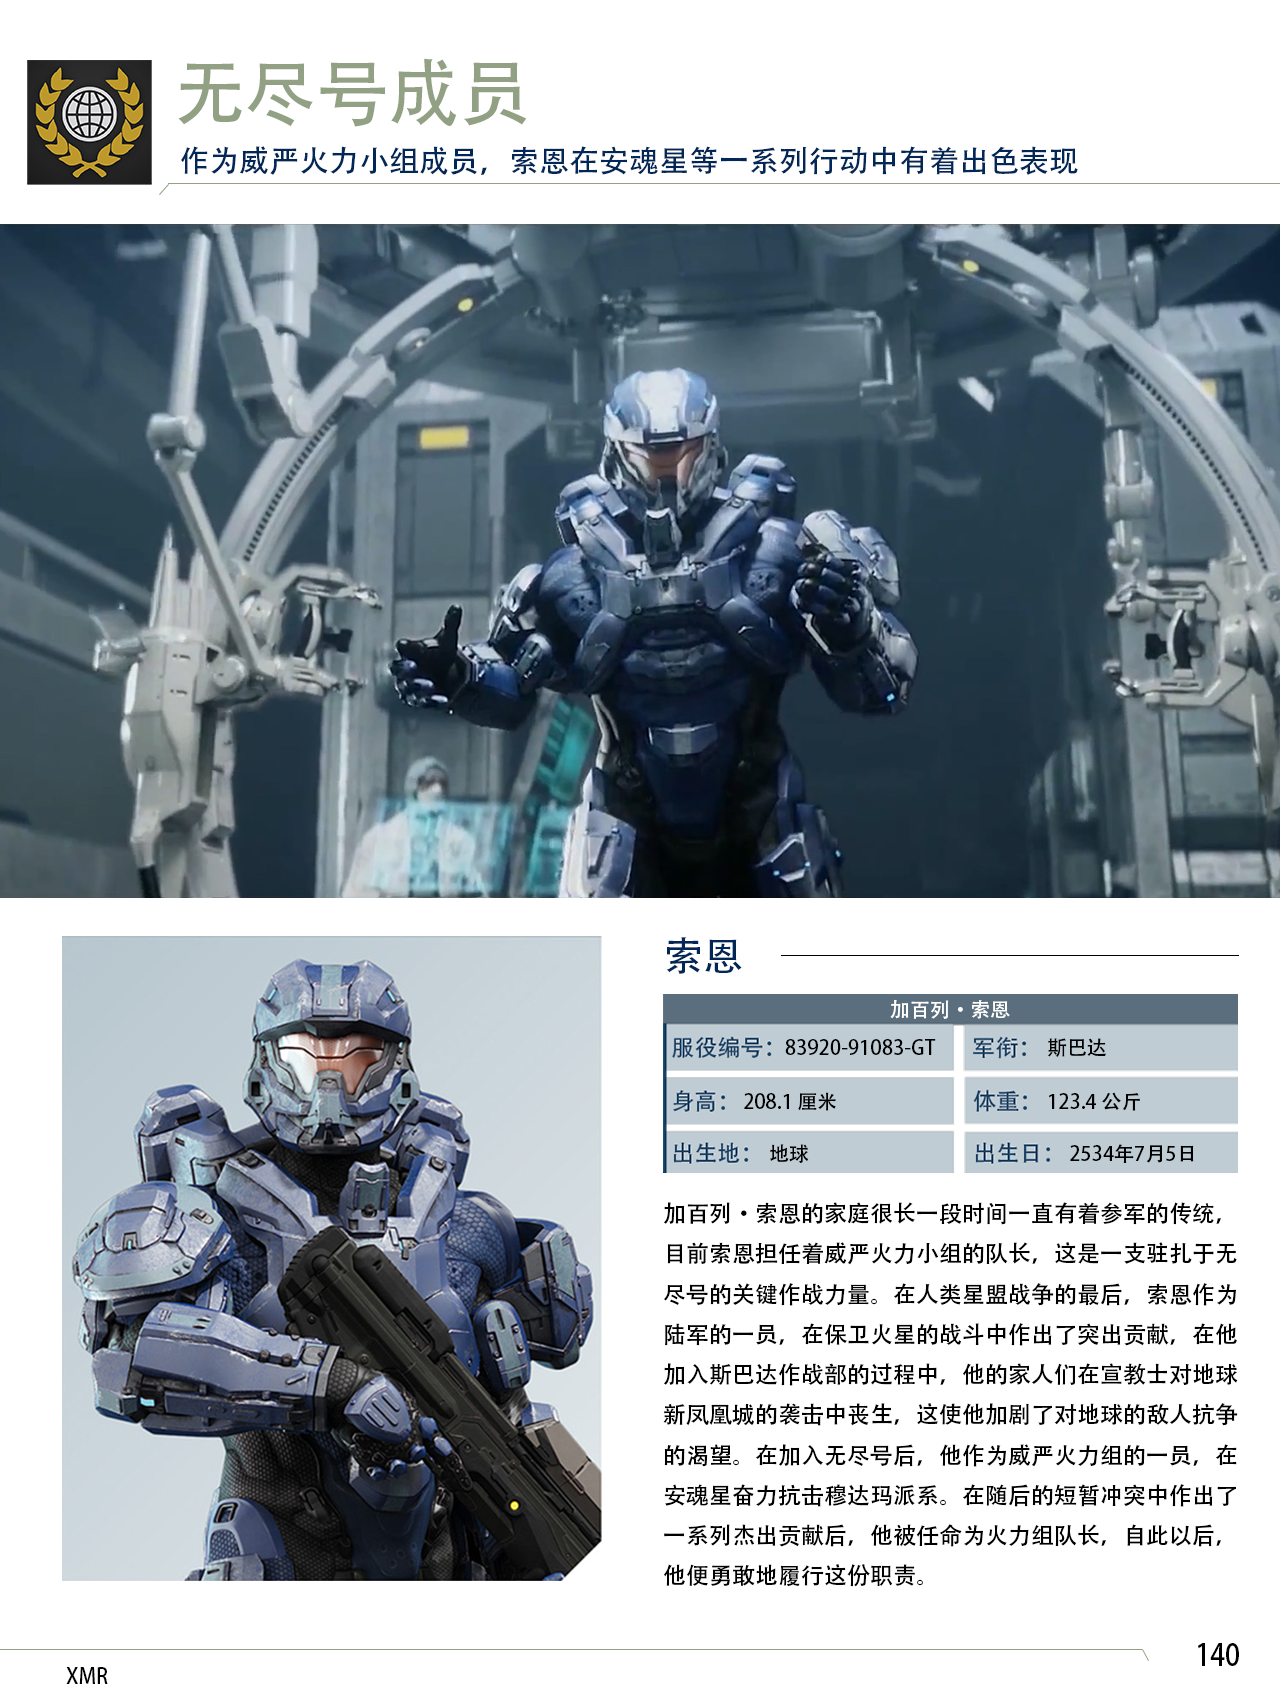 无尽号成员
作为威严火力小组成员，索恩在安魂星等一系列行动中有着出色表现
索恩
加百列·索恩
服役编号：83920-91083-GT
军衔：斯巴达
身高：208.1 厘米
体重：123.4 公斤
出生地：地球
出生日：2534年7月5日
加百列·索恩的家庭很长一段时间一直有着参军的传统，
目前索恩担任着威严火力小组的队长，这是一支驻扎于无
尽号的关键作战力量。在人类星盟战争的最后，索恩作为
陆军的一员，在保卫火星的战斗中作出了突出贡献，在他
加入斯巴达作战部的过程中，他的家人们在宣教士对地球
新凤凰城的袭击中丧生，这使他加剧了对地球的敌人抗争
的渴望。在加入无尽号后，他作为威严火力组的一员，在
安魂星奋力抗击穆达玛派系。在随后的短暂冲突中作出了
一系列杰出贡献后，他被任命为火力组队长，自此以后，
他便勇敢地履行这份职责。
140
XMR